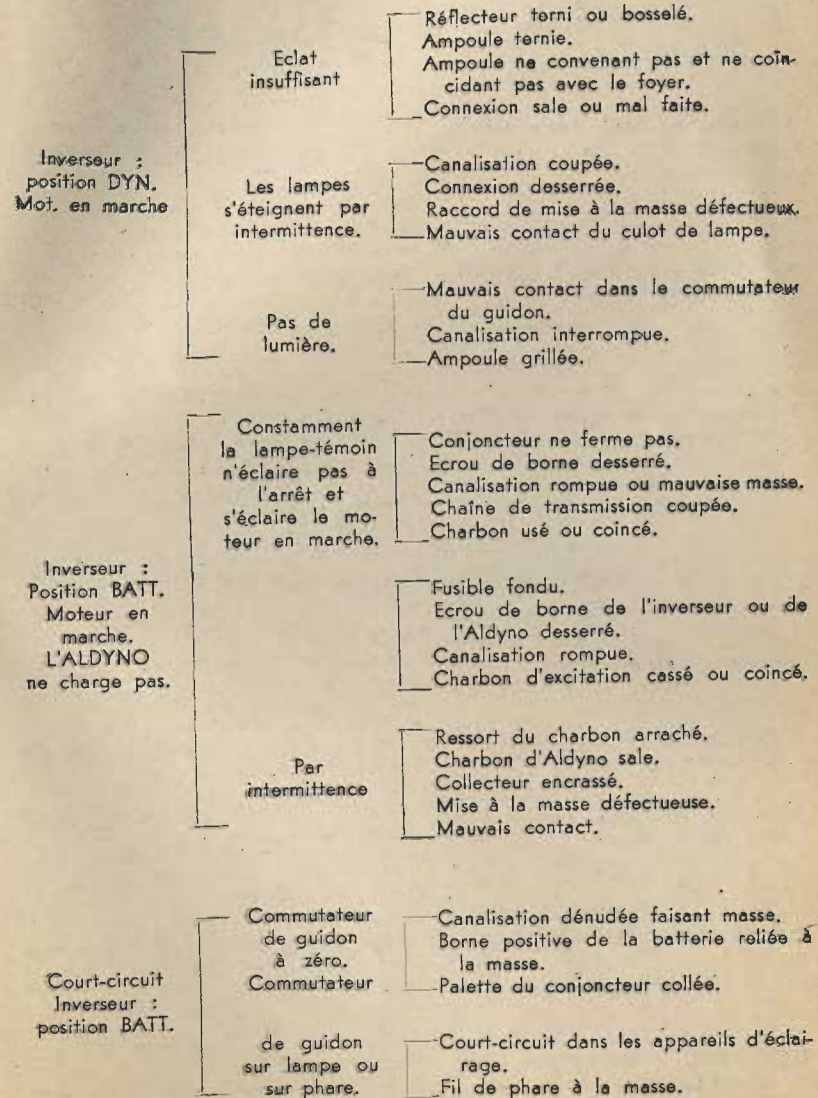 Inverseur :
position DYN.
Mot. en marche
Eclat
insuffisant
Réflecteur terni ou bosselé.
Ampoule ternie.
Ampoule ne convenant pas et ne coïn-
cidant pas avec le foyer.
Connexion sale ou mal faite.
Les lampes
s'éteignent par
intermittence.
Canalisation coupée.
Connexion desserrée.
Raccord de mise à la masse défectueux.
Mauvais contact du culot de lampe.
Pas de
lumière.
Mauvais contact dans le commutateur
du guidon.
Canalisation interrompue.
Ampoule grillée.
Inverseur :
Position BATT.
Moteur en
marche.
L'ALDYNO
ne charge pas.
Constamment
la lampe-témoin
n'éclaire pas à
l'arrêt et
s'éclaire le mo-
teur en marche.
Conjoncteur ne ferme pas.
Ecrou de borne desserré.
Canalisation rompue ou mauvaise masse.
Chaîne de transmission coupée.
Charbon usé ou coincé.
Fusible fondu.
Ecrou de borne de l'inverseur ou de
l'Aldyno desserré.
Canalisation rompue.
Charbon d'excitation cassé ou coincé.
Par
intermittence
Ressort du charbon arraché.
Charbon d'Aldyno sale.
Collecteur encrassé.
Mise à la masse défectueuse.
Mauvais contact.
Court-circuit
Inverseur :
position BATT.
Commutateur
de guidon
à zéro.
Commutateur
Canalisation dénudée faisant masse.
Borne positive de la batterie reliée à
la masse.
Palette du conjoncteur collée.
de guidon
sur lampe ou
sur phare.
Court-circuit dans les appareils d'éclai-
rage.
Fil de phare à la masse.